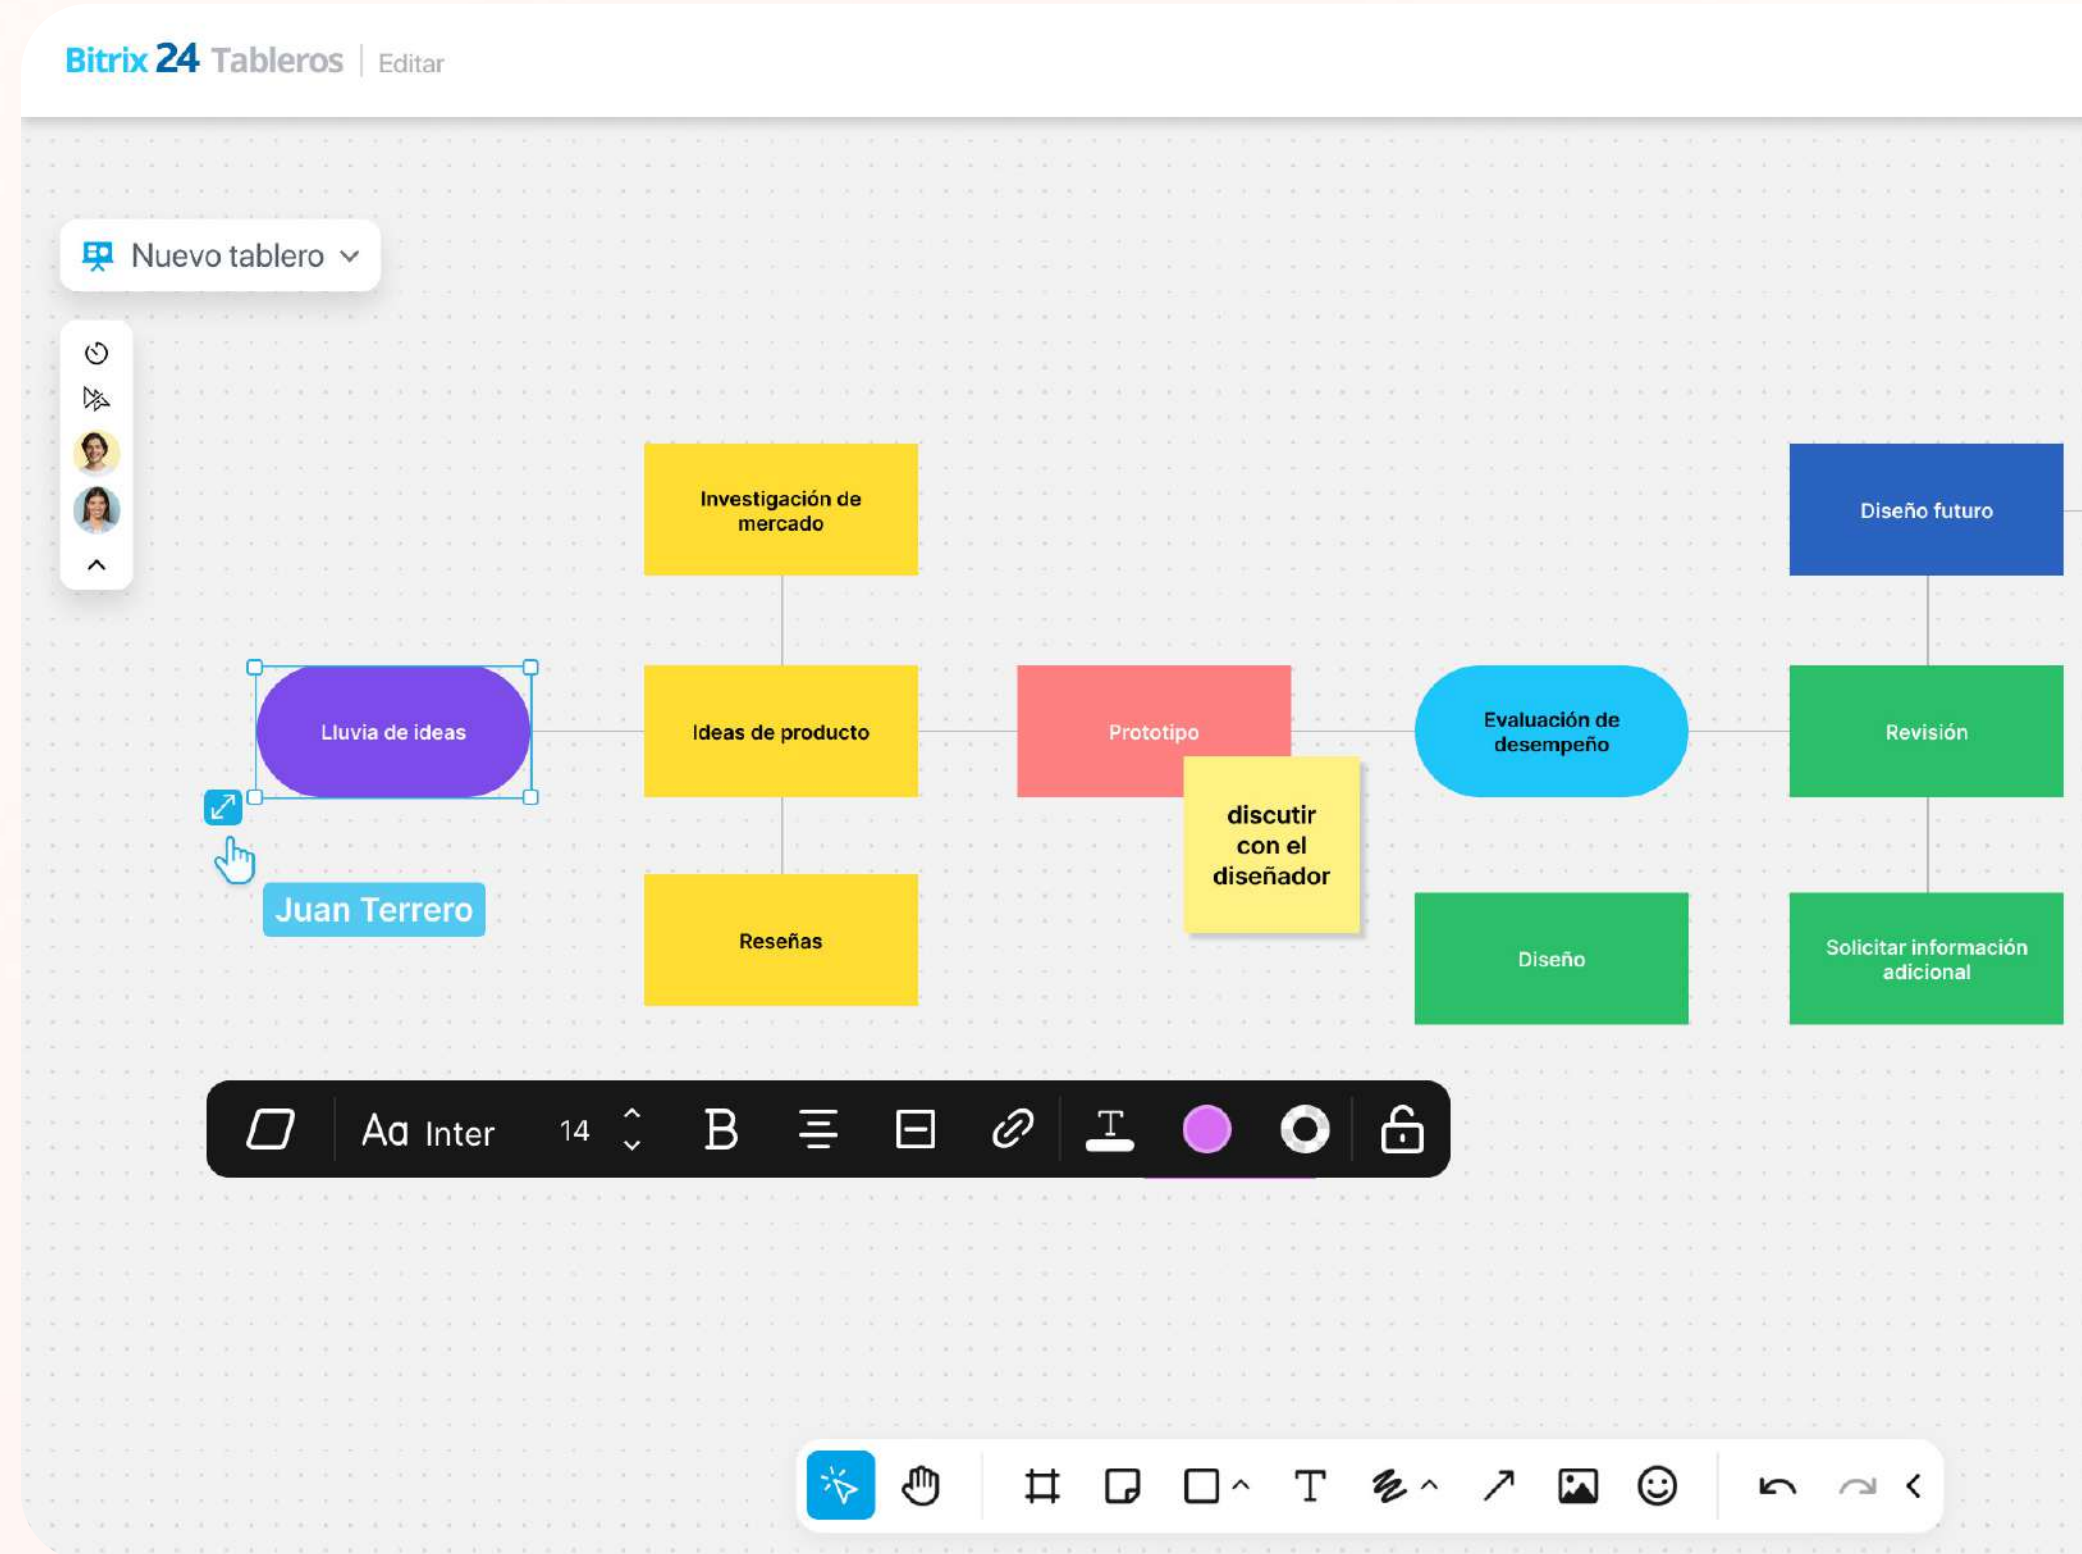 Bitrix 24 Tableros | Editar
Nuevo tablero
Investigación de
mercado
Diseño futuro
Lluvia de ideas
Ideas de producto
Prototipo
Evaluación de
desempeño
Revisión
discutir
con el
diseñador
Juan Terrero
Reseñas
Diseño
Solicitar información
adicional
Aa Inter 14 B T
T